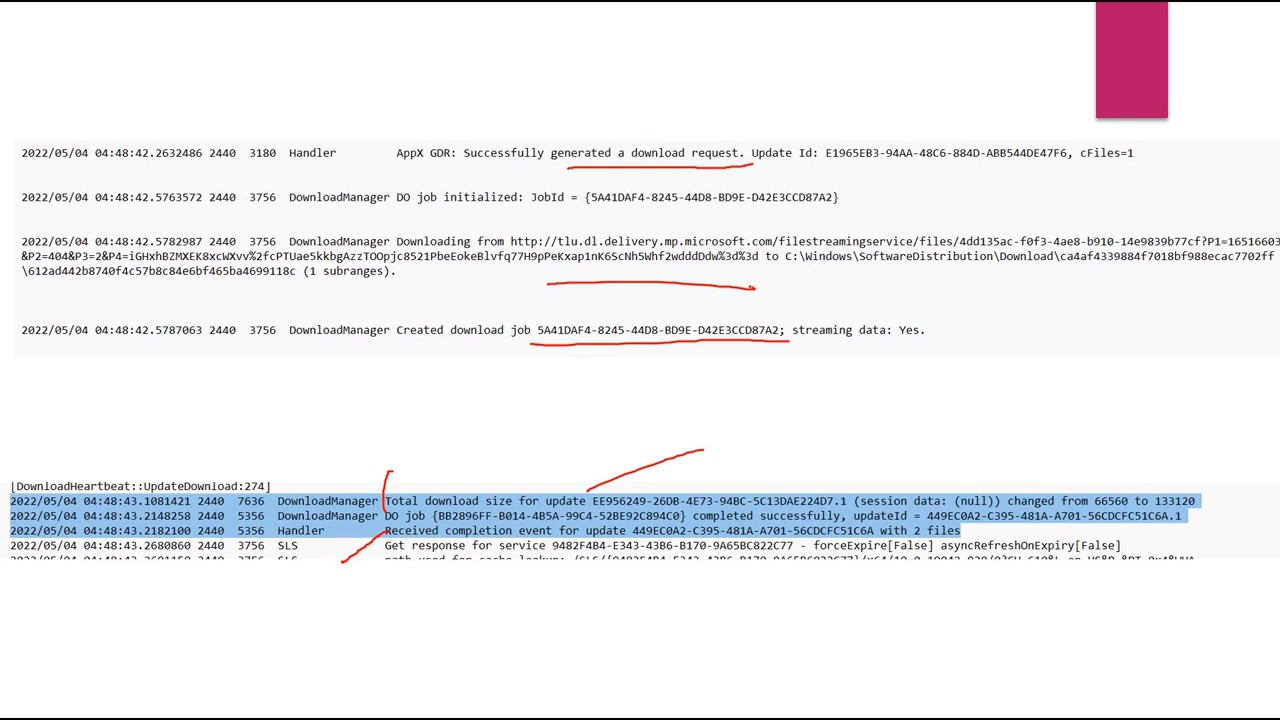 2022/05/04 04:48:42.2632486 2440 3180 Handler AppX GDR: Successfully generated a download request. Update Id: E1965EB3-94AA-48C6-884D-ABB544DE47F6, cFiles=1
2022/05/04 04:48:42.5763572 2440 3756 DownloadManager DO job initialized: JobId = {5A41DAF4-8245-44D8-BD9E-D42E3CCD87A2}
2022/05/04 04:48:42.5782987 2440 3756 DownloadManager Downloading from http://tlu.dl.delivery.mp.microsoft.com/filestreamingservice/files/4dd135ac-f0f3-4ae8-b910-14e9839b77cf?P1=16516603
&P2=404&P3=2&P4=iGHxhBZMXEK8xcWXvv%2fcPTUae5kkbgAzzTOOpjc8521PbeEokeBlvfq77H9pPeKxap1nK6ScNh5Whf2wdddDdw%3d%3d to C:\Windows\SoftwareDistribution\Download\ca4af4339884f7018bf988ecac7702ff
\612ad442b8740f4c57b8c84e6bf465ba4699118c (1 subranges).
2022/05/04 04:48:42.5787063 2440 3756 DownloadManager Created download job 5A41DAF4-8245-44D8-BD9E-D42E3CCD87A2; streaming data: Yes.
[DownloadHeartbeat::UpdateDownload:274]
2022/05/04 04:48:43.1081421 2440 7636 DownloadManager Total download size for update EE956249-26DB-4E73-94BC-5C13DAE224D7.1 (session data: (null)) changed from 66560 to 133120
2022/05/04 04:48:43.2148258 2440 5356 DownloadManager DO job {BB2896FF-B014-4B5A-99C4-52BE92C894C0} completed successfully, updateId = 449EC0A2-C395-481A-A701-56CDCFC51C6A.1
2022/05/04 04:48:43.2182100 2440 5356 Handler Received completion event for update 449EC0A2-C395-481A-A701-56CDCFC51C6A with 2 files
2022/05/04 04:48:43.2680860 2440 3756 SLS Get response for service 9482F4B4-E343-43B6-B170-9A65BC822C77 - forceExpire[False] asyncRefreshOnExpiry[False]